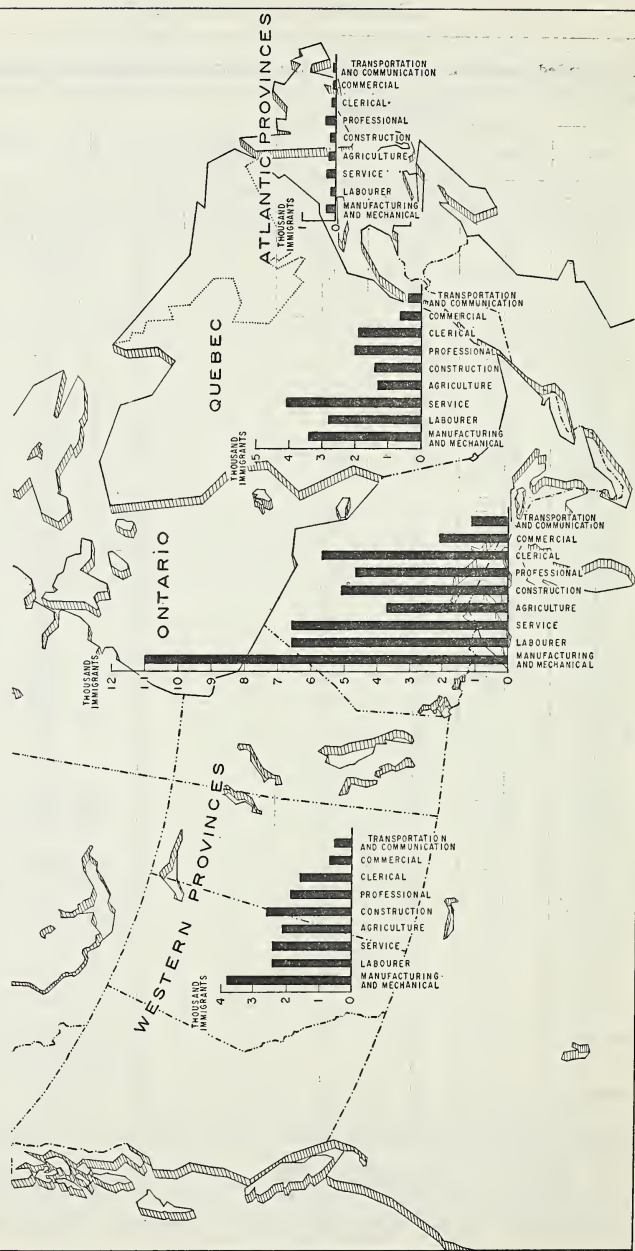 ATLANTIC PROVINCES
TRANSPORTATION
AND COMMUNICATION
COMMERCIAL
CLERICAL
PROFESSIONAL
CONSTRUCTION
AGRICULTURE
SERVICE
LABOURER
MANUFACTURING
AND MECHANICAL
THOUSAND
IMMIGRANTS
1
0
QUEBEC
TRANSPORTATION
AND COMMUNICATION
COMMERCIAL
CLERICAL
PROFESSIONAL
CONSTRUCTION
AGRICULTURE
SERVICE
LABOURER
MANUFACTURING
AND MECHANICAL
THOUSAND
IMMIGRANTS
5
4
3
2
1
0
ONTARIO
TRANSPORTATION
AND COMMUNICATION
COMMERCIAL
CLERICAL
PROFESSIONAL
CONSTRUCTION
AGRICULTURE
SERVICE
LABOURER
MANUFACTURING
AND MECHANICAL
THOUSAND
IMMIGRANTS
12
11
10
9
8
7
6
5
4
3
2
1
0
WESTERN PROVINCES
TRANSPORTATION
AND COMMUNICATION
COMMERCIAL
CLERICAL
PROFESSIONAL
CONSTRUCTION
AGRICULTURE
SERVICE
LABOURER
MANUFACTURING
AND MECHANICAL
THOUSAND
IMMIGRANTS
4
3
2
1
0